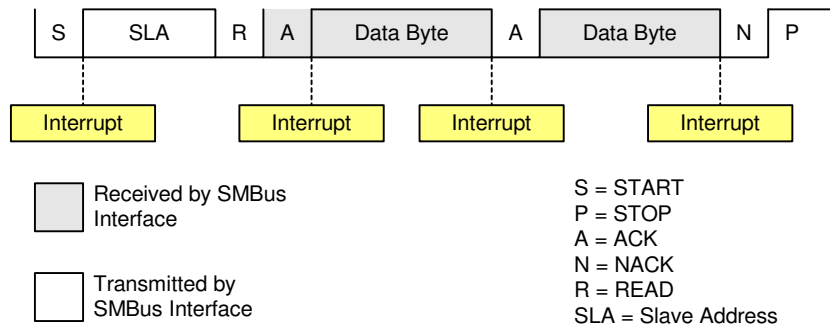 S SLA R A Data Byte A Data Byte N P
Interrupt Interrupt Interrupt Interrupt
Received by SMBus
Interface
Transmitted by
SMBus Interface
S = START
P = STOP
A = ACK
N = NACK
R = READ
SLA = Slave Address